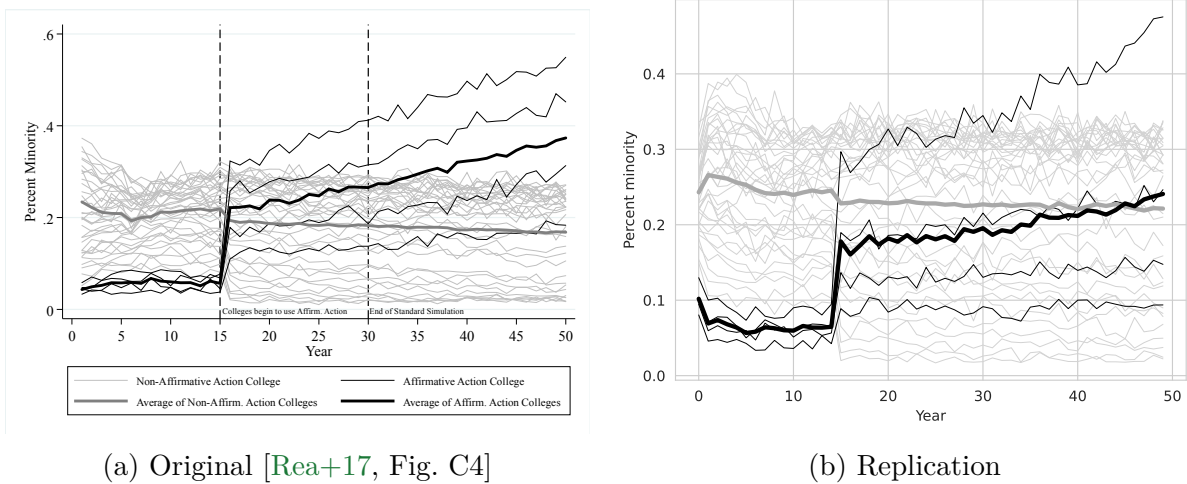 .6
.4
.2
0
Percent Minority
Colleges begin to use Affirm. Action
End of Standard Simulation
0 5 10 15 20 25 30 35 40 45 50
Year
Non-Affirmative Action College
Affirmative Action College
Average of Non-Affirm. Action Colleges
Average of Affirm. Action Colleges
(a) Original [Rea+17, Fig. C4]
0.4
0.3
0.2
0.1
0.0
Percent minority
0 10 20 30 40 50
Year
(b) Replication